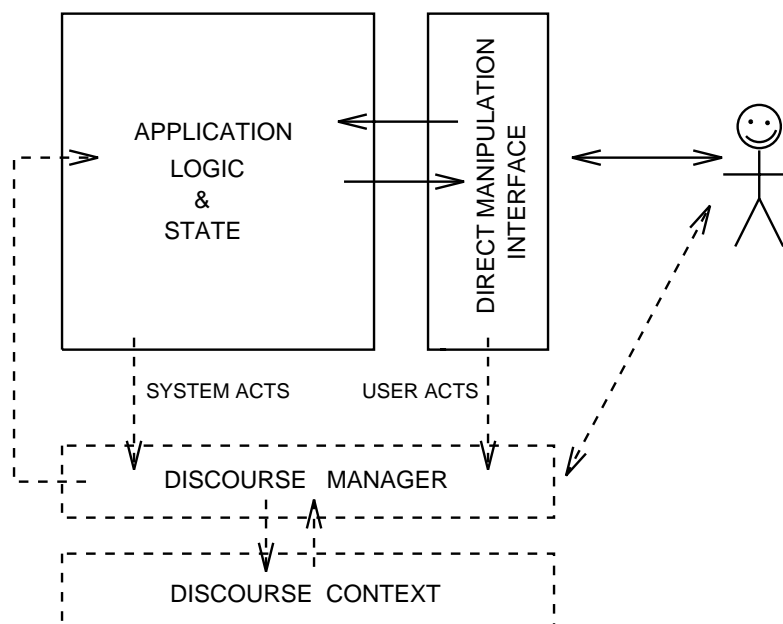 APPLICATION
LOGIC
&
STATE
DIRECT MANIPULATION
INTERFACE
SYSTEM ACTS
USER ACTS
DISCOURSE MANAGER
DISCOURSE CONTEXT